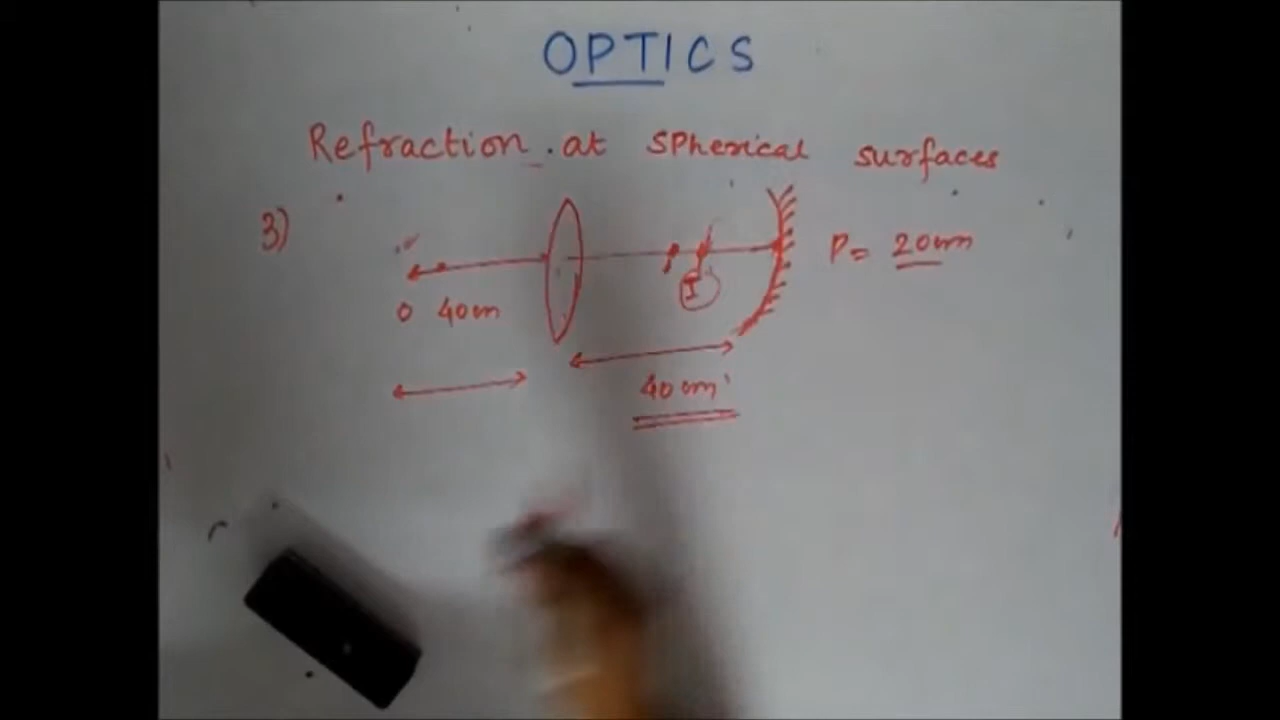 OPTICS
Refraction at spherical surfaces
3)
P = 20cm
I
O 40cm
40cm